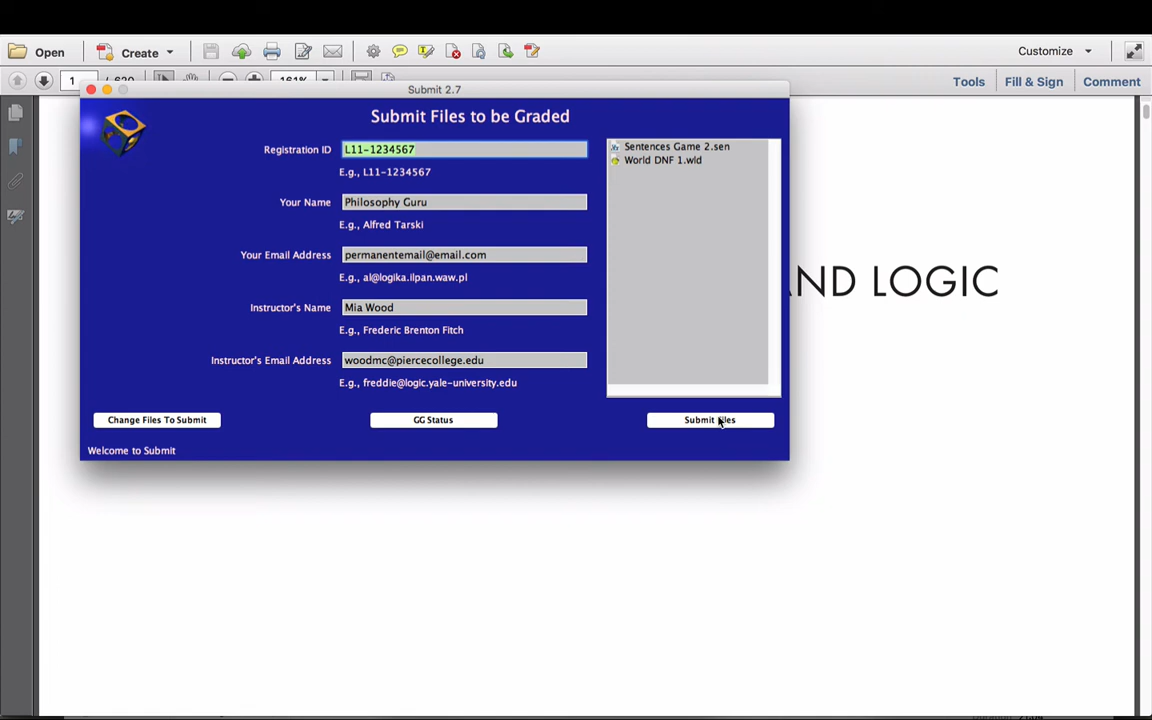 Open Create Customize
1 / 620 161% Tools Fill & Sign Comment
Submit 2.7
Submit Files to be Graded
Registration ID L11-1234567
E.g., L11-1234567
Your Name Philosophy Guru
E.g., Alfred Tarski
Your Email Address permanentemail@email.com
E.g., al@logika.ilpan.waw.pl
Instructor's Name Mia Wood
E.g., Frederic Brenton Fitch
Instructor's Email Address woodmc@piercecollege.edu
E.g., freddie@logic.yale-university.edu
Sentences Game 2.sen
World DNF 1.wld
Change Files To Submit GG Status Submit Files
Welcome to Submit
AND LOGIC